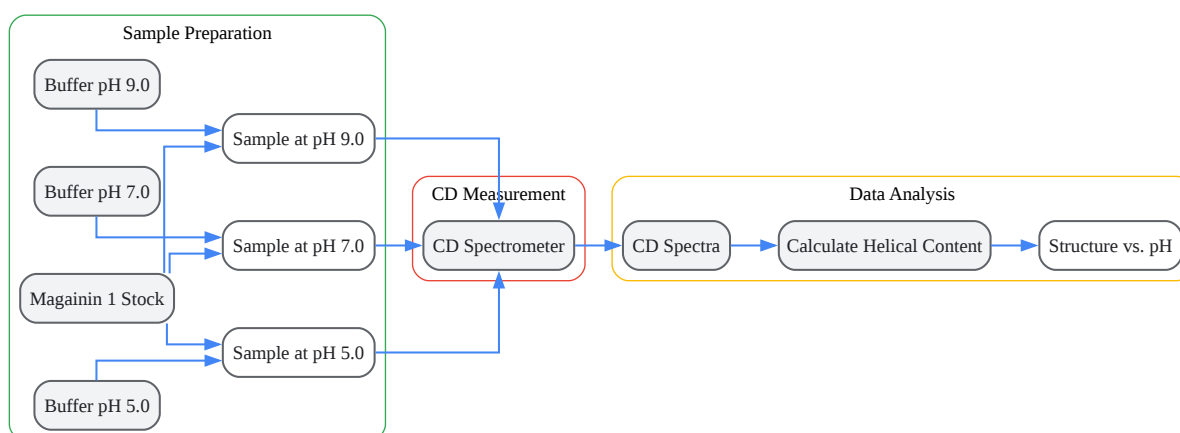 Sample Preparation
Buffer pH 9.0
Sample at pH 9.0
Buffer pH 7.0
Sample at pH 7.0
Magainin 1 Stock
Sample at pH 5.0
Buffer pH 5.0
CD Measurement
CD Spectrometer
Data Analysis
CD Spectra
Calculate Helical Content
Structure vs. pH